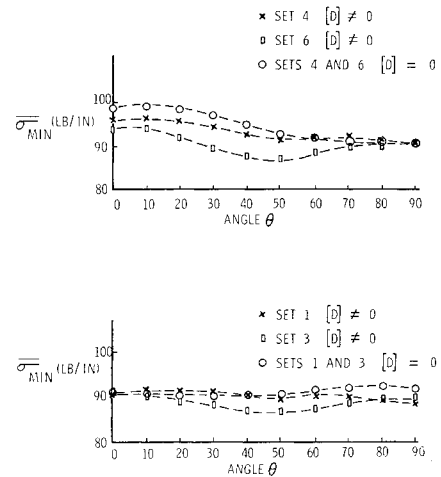 × SET 4 [D] ≠ 0
▯ SET 6 [D] ≠ 0
○ SETS 4 AND 6 [D] = 0
σ MIN (LB/IN)
100
90
80
0 10 20 30 40 50 60 70 80 90
ANGLE θ
× SET 1 [D] ≠ 0
▯ SET 3 [D] ≠ 0
○ SETS 1 AND 3 [D] = 0
σ MIN (LB/IN)
100
90
80
0 10 20 30 40 50 60 70 80 90
ANGLE θ